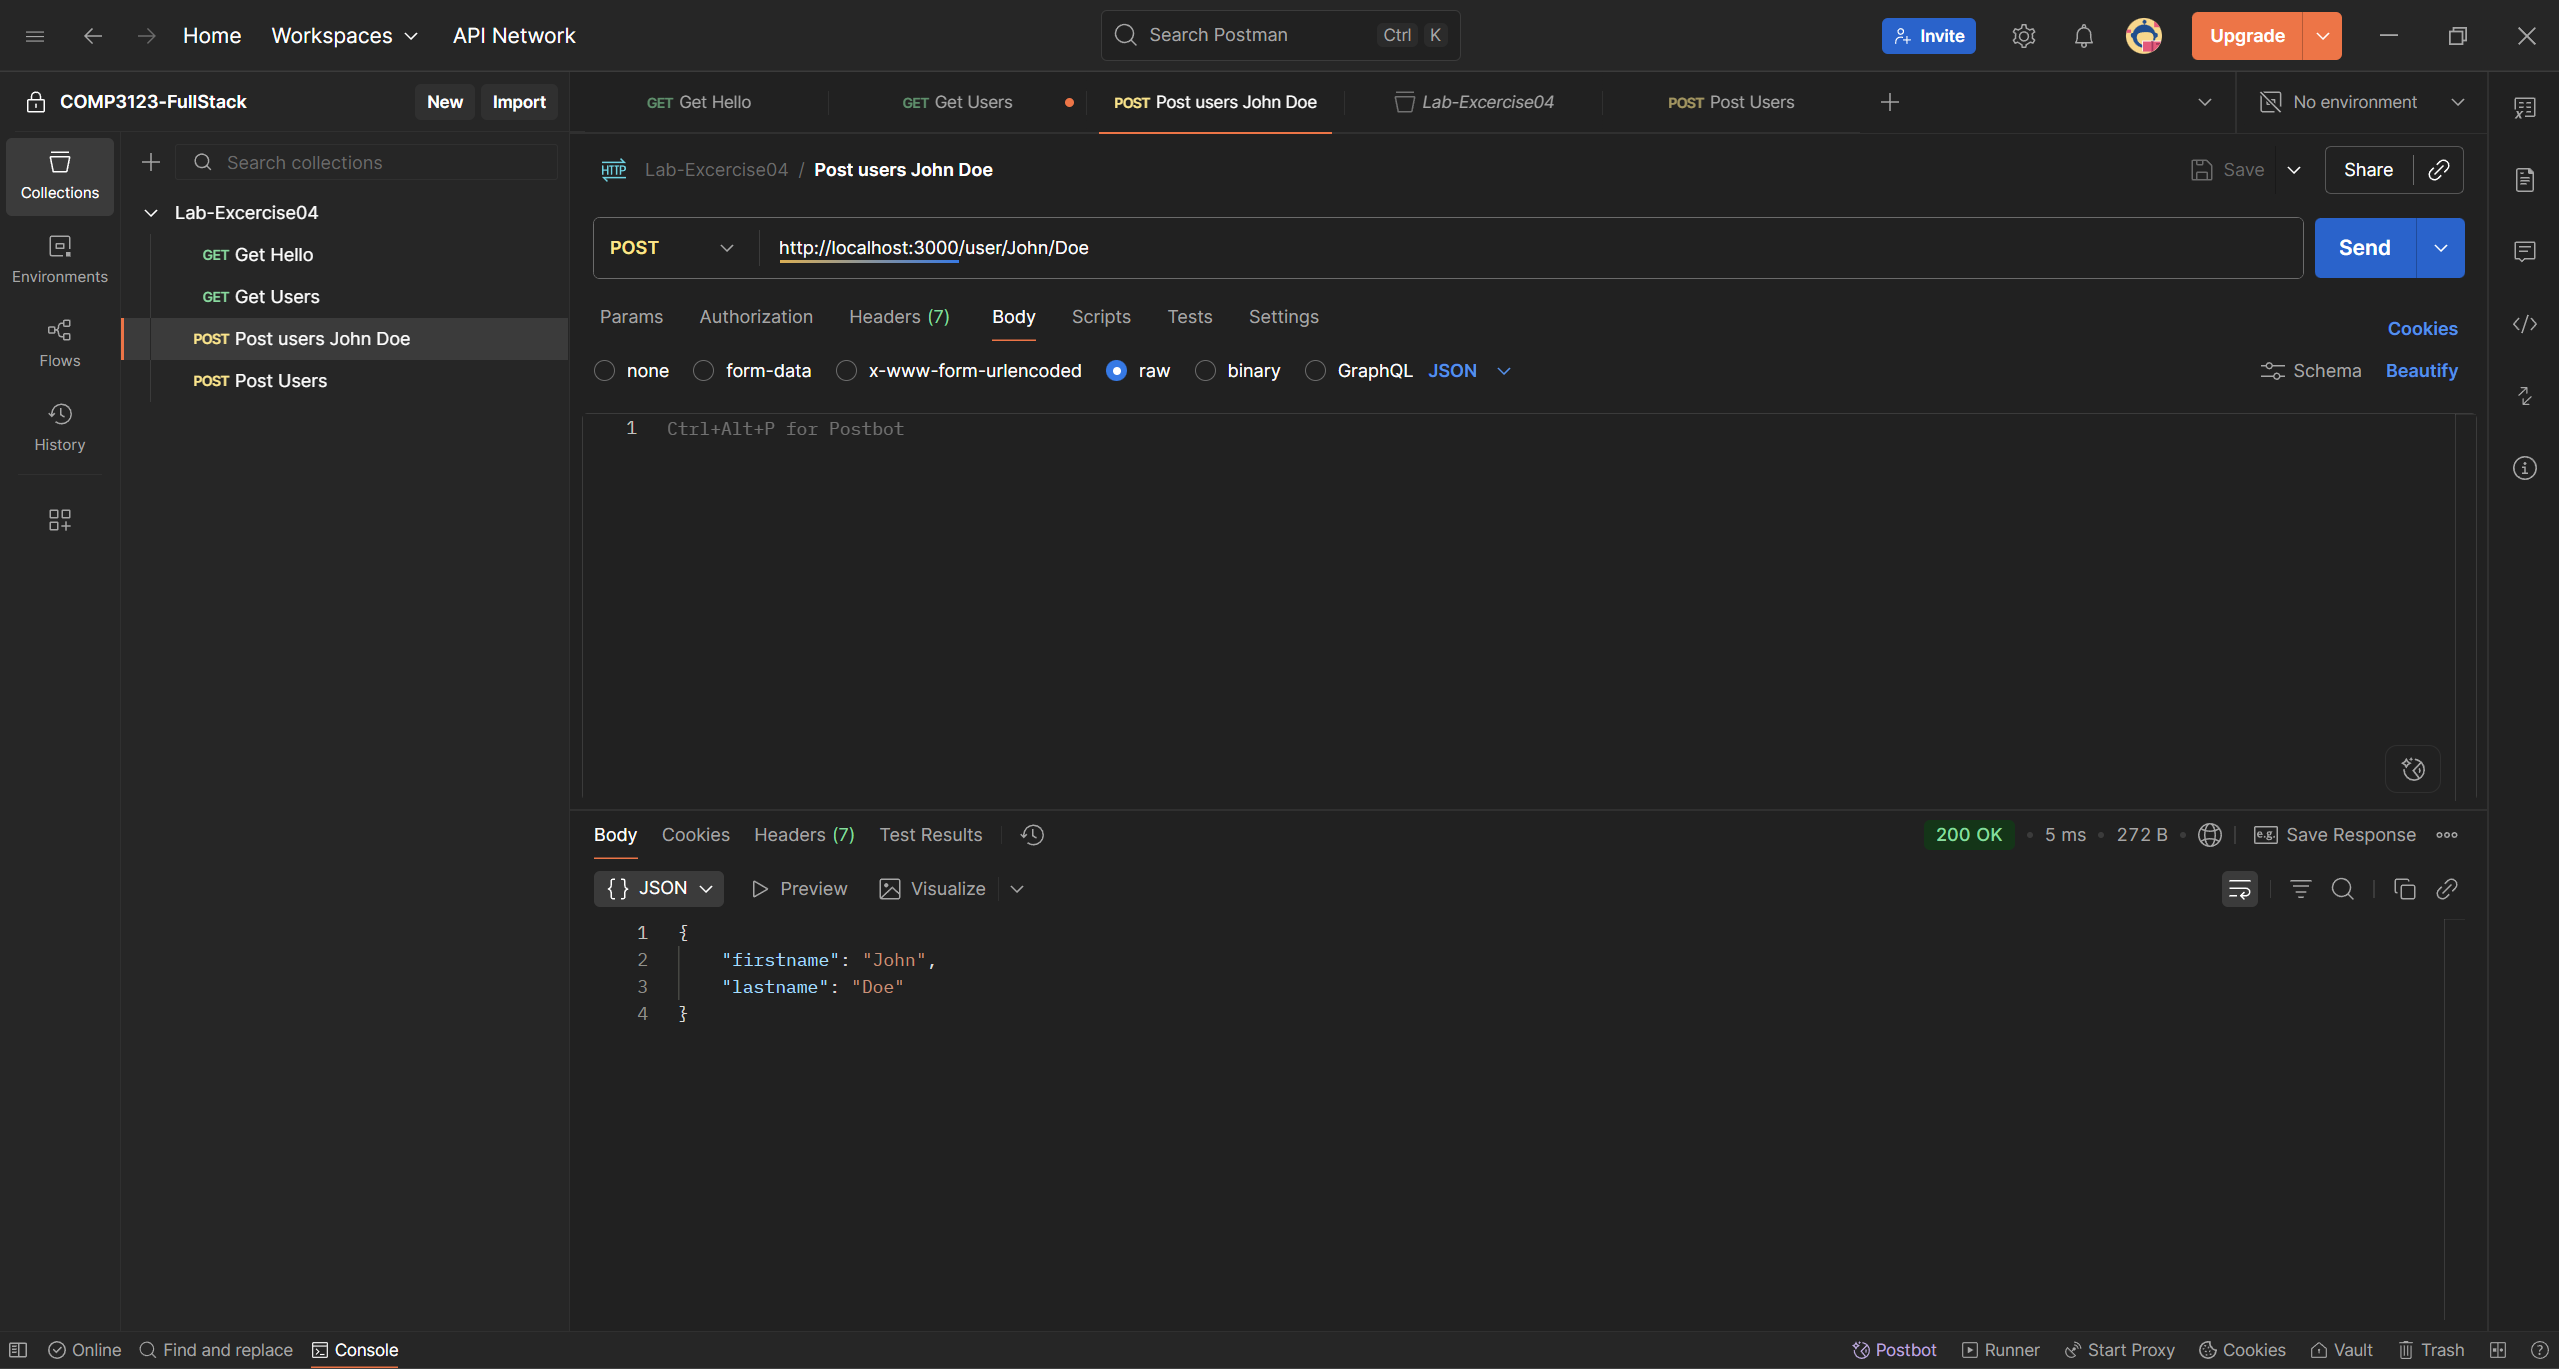 Home Workspaces API Network
Search Postman Ctrl K
Invite Upgrade
COMP3123-FullStack New Import
GET Get Hello
GET Get Users
POST Post users John Doe
Lab-Excercise04
POST Post Users
No environment
Collections
Environments
Flows
History
Search collections
Lab-Excercise04
GET Get Hello
GET Get Users
POST Post users John Doe
POST Post Users
HTTP Lab-Excercise04 / Post users John Doe
Save Share
POST http://localhost:3000/user/John/Doe
Send
Params Authorization Headers (7) Body Scripts Tests Settings
Cookies
none form-data x-www-form-urlencoded raw binary GraphQL JSON
Schema Beautify
1 Ctrl+Alt+P for Postbot
Body Cookies Headers (7) Test Results
200 OK • 5 ms • 272 B • e.g. Save Response
{} JSON Preview Visualize
1 {
2 "firstname": "John",
3 "lastname": "Doe"
4 }
Online Find and replace Console
Postbot Runner Start Proxy Cookies Vault Trash